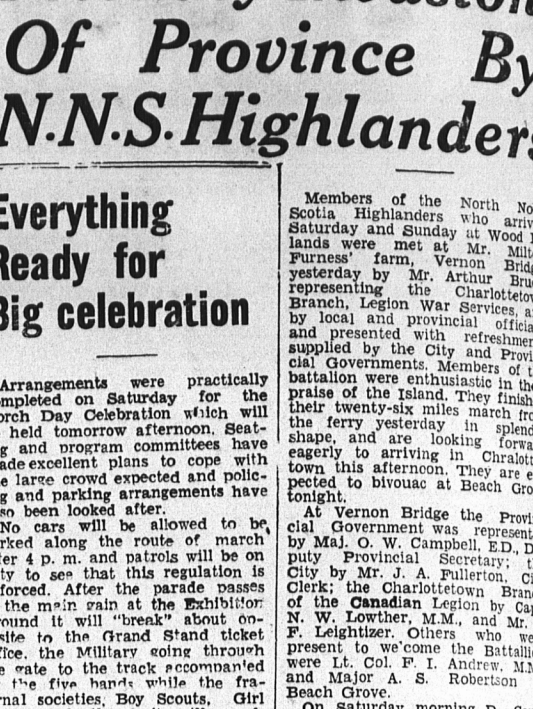 Of Province By
N.N.S. Highlanders
Everything
Ready for
Big celebration
Arrangements were practically
ompleted on Saturday for the
orch Day Celebration which will
held tomorrow afternoon. Seat-
g and program committees have
ade excellent plans to cope with
e large crowd expected and polic-
g and parking arrangements have
so been looked after.
No cars will be allowed to be
rked along the route of march
ter 4 p. m. and patrols will be on
ty to see that this regulation is
forced. After the parade passes
the main gain at the Exhibition
round it will "break" about on-
site to the Grand Stand ticket
fice, the Military going through
e gate to the track accompanied
the five bands while the fra-
rnal societies, Boy Scouts, Girl
Members of the North No
Scotia Highlanders who arriv
Saturday and Sunday at Wood I
lands were met at Mr. Milt
Furness' farm, Vernon Bridg
yesterday by Mr. Arthur Bru
representing the Charlottetow
Branch, Legion War Services, a
by local and provincial officia
and presented with refreshmen
supplied by the City and Provi
cial Governments. Members of t
battalion were enthusiastic in the
praise of the Island. They finish
their twenty-six miles march fro
the ferry yesterday in splend
shape, and are looking forwa
eagerly to arriving in Chralott
town this afternoon. They are e
pected to bivouac at Beach Gro
tonight.
At Vernon Bridge the Provi
cial Government was represent
by Maj. O. W. Campbell, E.D., D
puty Provincial Secretary; t
City by Mr. J. A. Fullerton, Ci
Clerk; the Charlottetown Bran
of the Canadian Legion by Cap
N. W. Lowther, M.M., and Mr.
F. Leightizer. Others who we
present to we'come the Battalio
were Lt. Col. F. I. Andrew, M.M
and Major A. S. Robertson
Beach Grove.
On Saturday morning